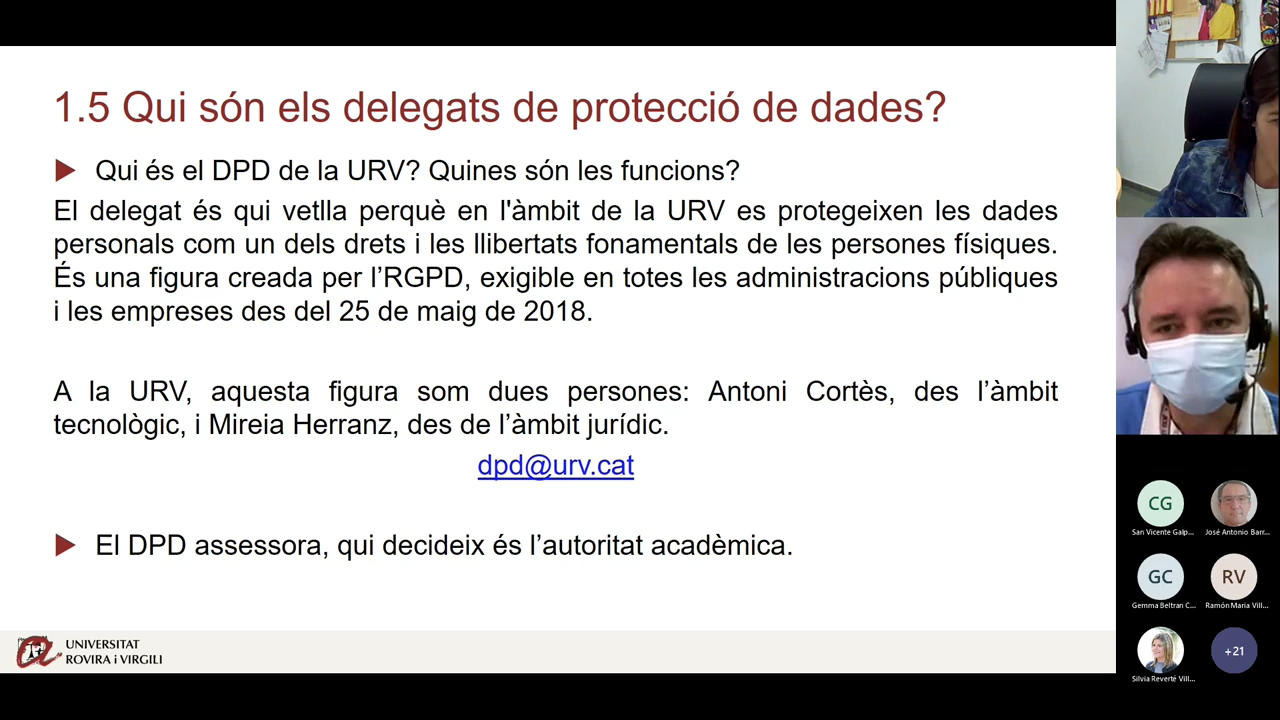 1.5 Qui són els delegats de protecció de dades?
Qui és el DPD de la URV? Quines són les funcions?
El delegat és qui vetlla perquè en l'àmbit de la URV es protegeixen les dades
personals com un dels drets i les llibertats fonamentals de les persones físiques.
És una figura creada per l’RGPD, exigible en totes les administracions públiques
i les empreses des del 25 de maig de 2018.
A la URV, aquesta figura som dues persones: Antoni Cortès, des l’àmbit
tecnològic, i Mireia Herranz, des de l’àmbit jurídic.
dpd@urv.cat
El DPD assessora, qui decideix és l’autoritat acadèmica.
UNIVERSITAT
ROVIRA i VIRGILI
CG
San Vicente Galp...
José Antonio Barr...
GC
RV
Gemma Beltran C...
Ramón Maria Vill...
+21
Silvia Reverté Vill...